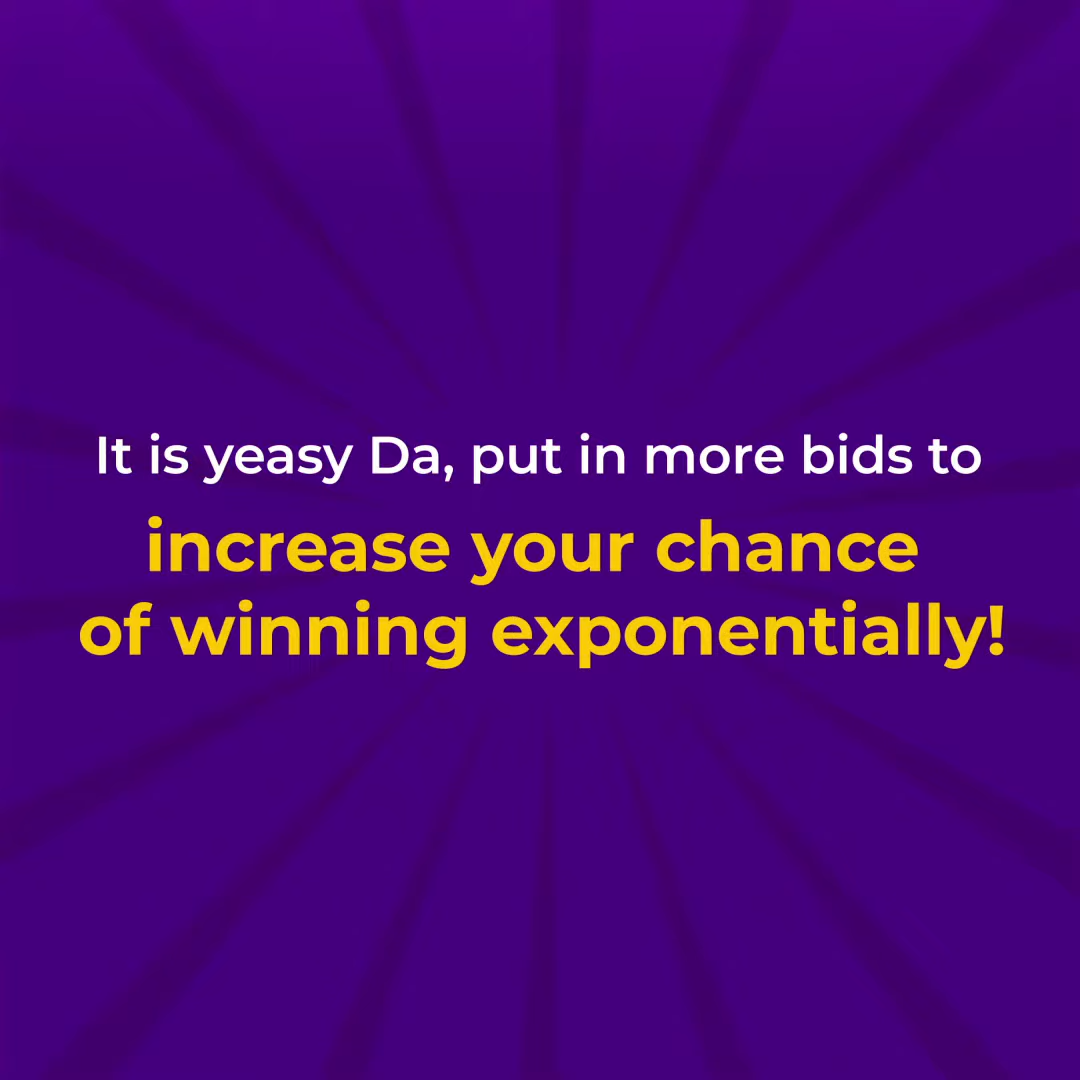 It is yeasy Da, put in more bids to
increase your chance
of winning exponentially!